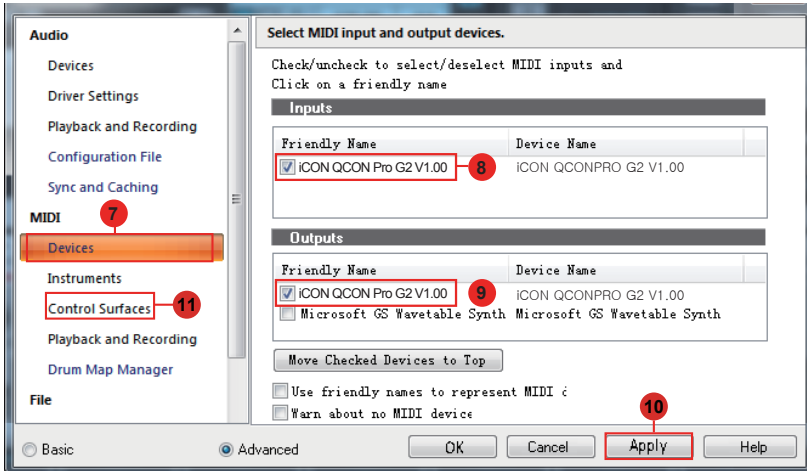 Audio
Devices
Driver Settings
Playback and Recording
Configuration File
Sync and Caching
MIDI
7
Devices
Instruments
Control Surfaces
11
Playback and Recording
Drum Map Manager
File
Select MIDI input and output devices.
Check/uncheck to select/deselect MIDI inputs and
Click on a friendly name
Inputs
Friendly Name Device Name
iCON QCON Pro G2 V1.00 8 iCON QCONPRO G2 V1.00
Outputs
Friendly Name Device Name
iCON QCON Pro G2 V1.00 9 iCON QCONPRO G2 V1.00
Microsoft GS Wavetable Synth Microsoft GS Wavetable Synth
Move Checked Devices to Top
Use friendly names to represent MIDI
Warn about no MIDI device
10
Basic Advanced OK Cancel Apply Help